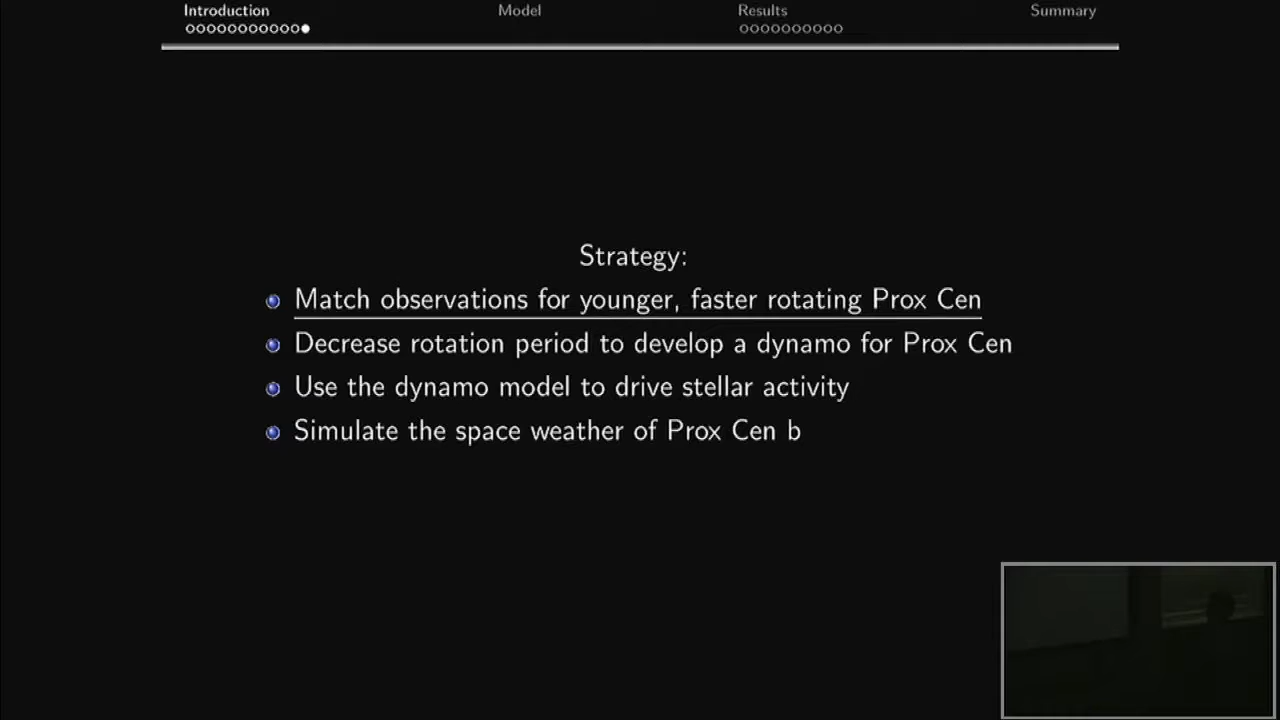 Introduction
Model
Results
Summary
Strategy:
Match observations for younger, faster rotating Prox Cen
Decrease rotation period to develop a dynamo for Prox Cen
Use the dynamo model to drive stellar activity
Simulate the space weather of Prox Cen b